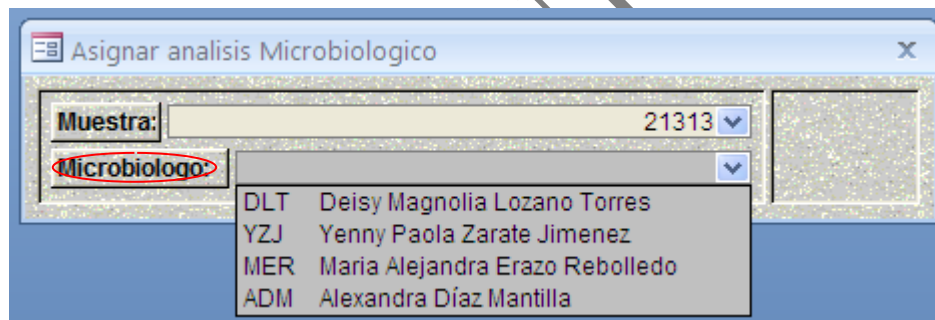 Asignar analisis Microbiologico
Muestra: 21313
Microbiologo:
DLT Deisy Magnolia Lozano Torres
YZJ Yenny Paola Zarate Jimenez
MER Maria Alejandra Erazo Rebolledo
ADM Alexandra Díaz Mantilla